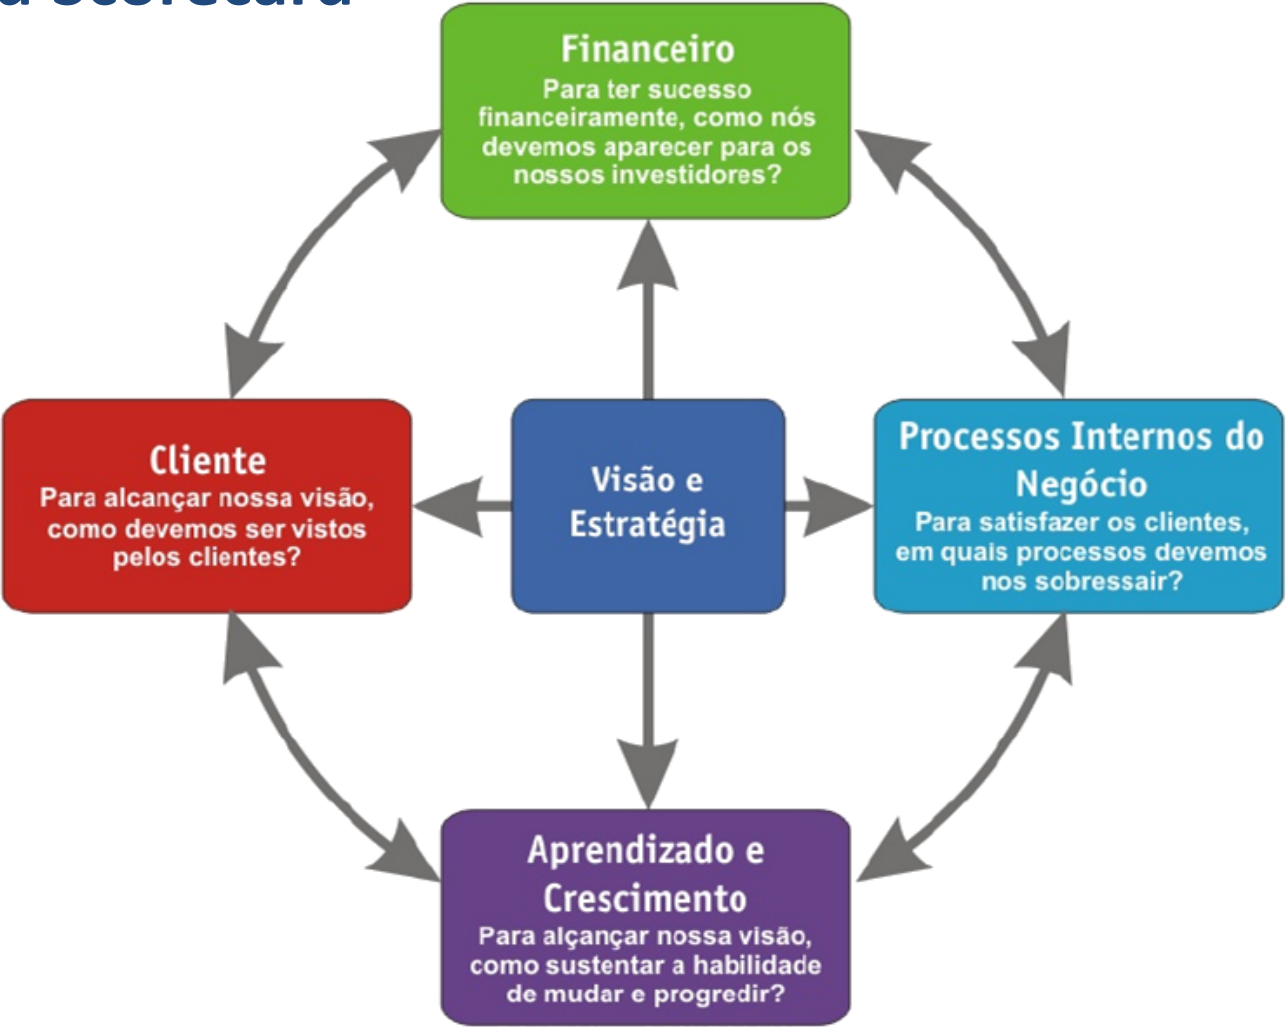 Financeiro
Para ter sucesso
financeiramente, como nós
devemos aparecer para os
nossos investidores?
Cliente
Para alcançar nossa visão,
como devemos ser vistos
pelos clientes?
Visão e
Estratégia
Processos Internos do
Negócio
Para satisfazer os clientes,
em quais processos devemos
nos sobressair?
Aprendizado e
Crescimento
Para alçançar nossa visão,
como sustentar a habilidade
de mudar e progredir?